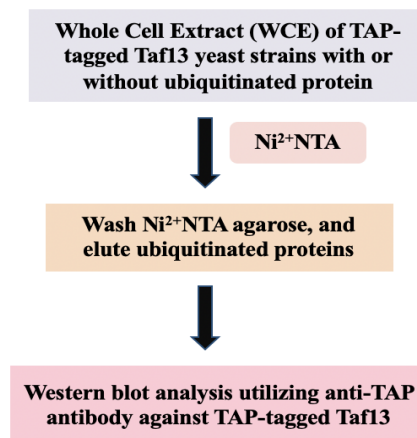 Whole Cell Extract (WCE) of TAP-
tagged Taf13 yeast strains with or
without ubiquitinated protein
Ni²⁺NTA
Wash Ni²⁺NTA agarose, and
elute ubiquitinated proteins
Western blot analysis utilizing anti-TAP
antibody against TAP-tagged Taf13